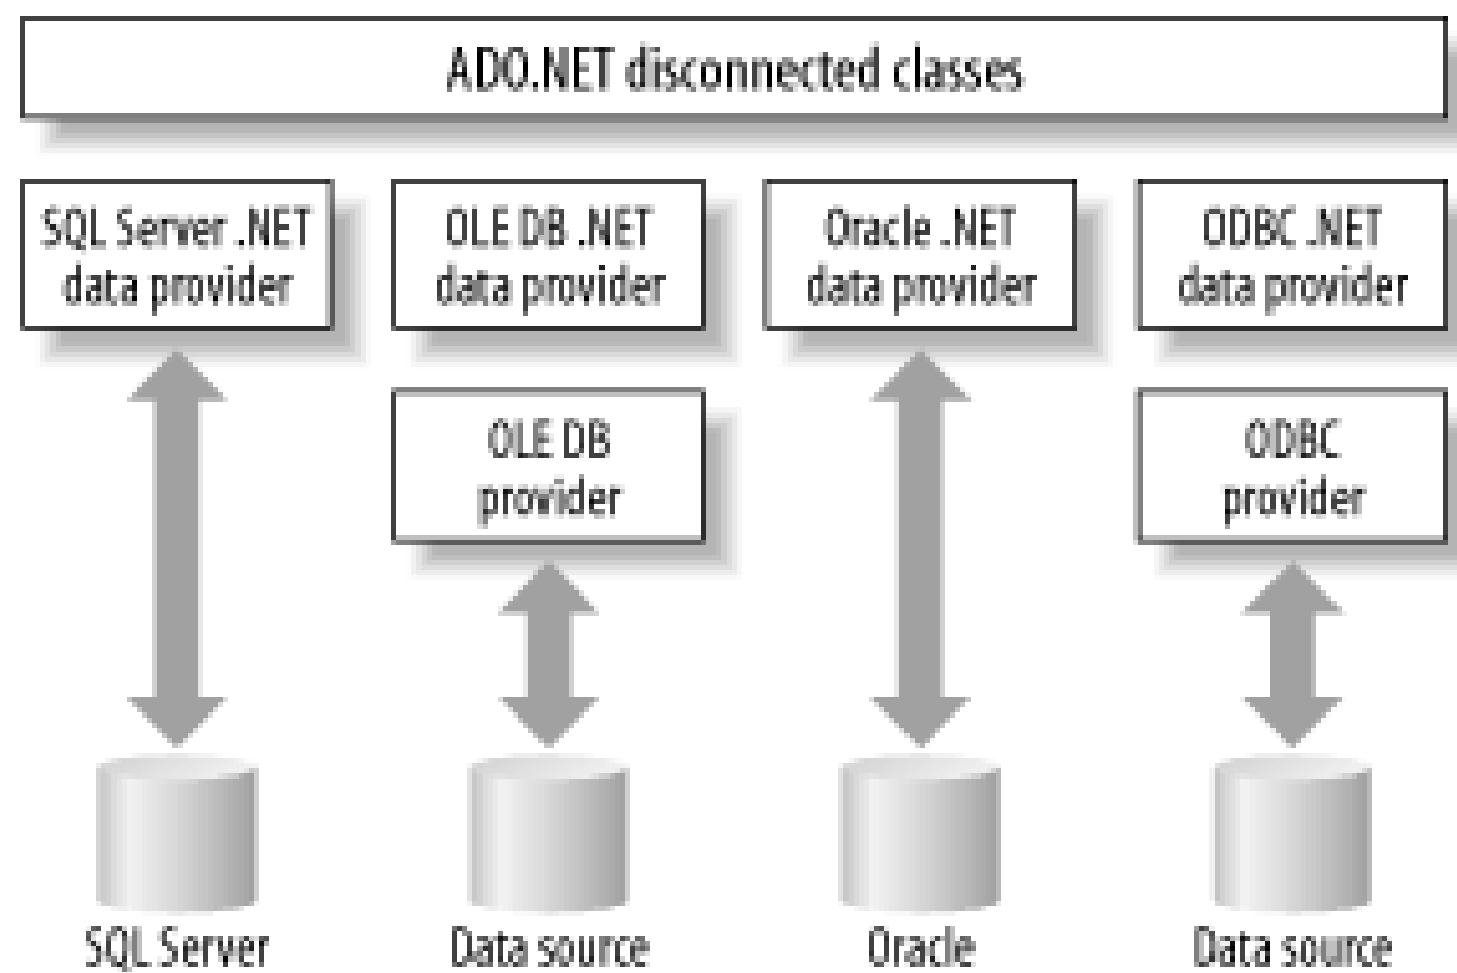 ADO.NET disconnected classes
SQL Server .NET
data provider
OLE DB .NET
data provider
Oracle .NET
data provider
ODBC .NET
data provider
OLE DB
provider
ODBC
provider
SQL Server
Data source
Oracle
Data source